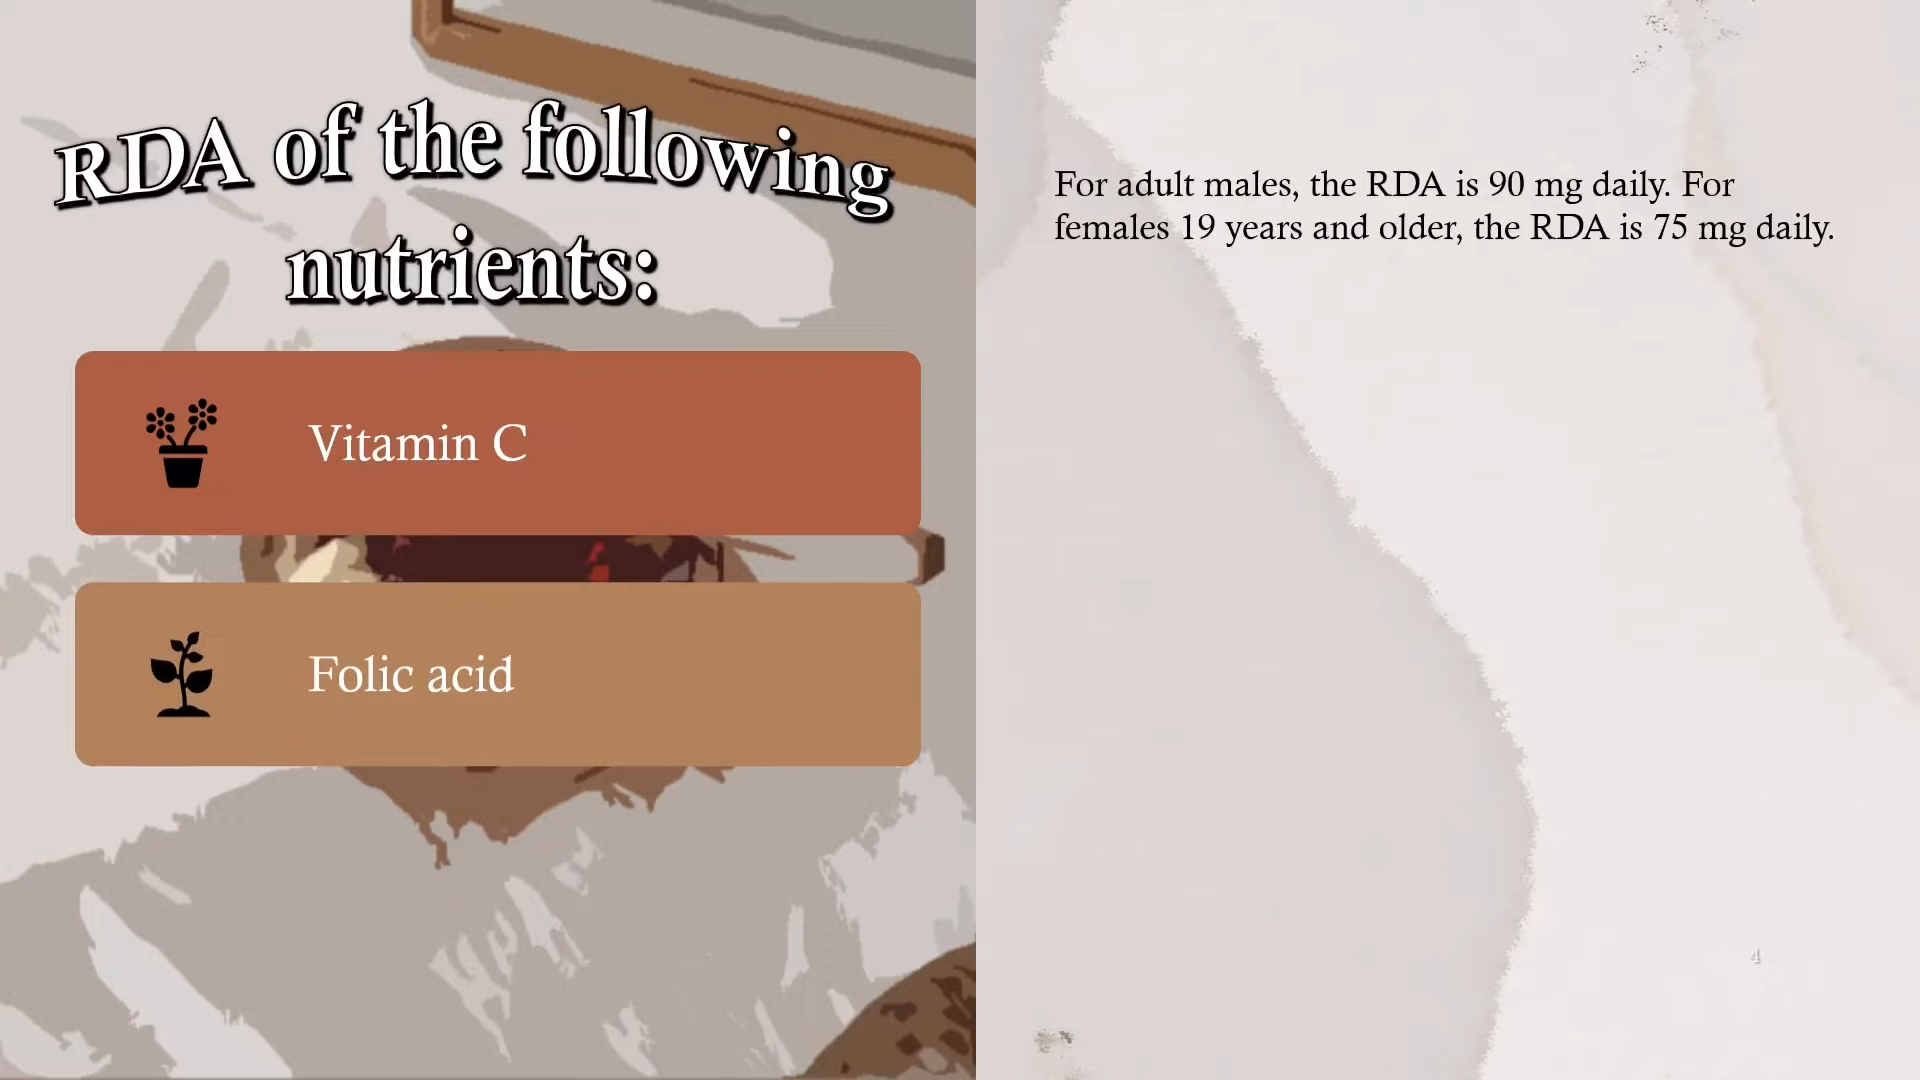 RDA of the following
nutrients:
Vitamin C
Folic acid
For adult males, the RDA is 90 mg daily. For
females 19 years and older, the RDA is 75 mg daily.
4